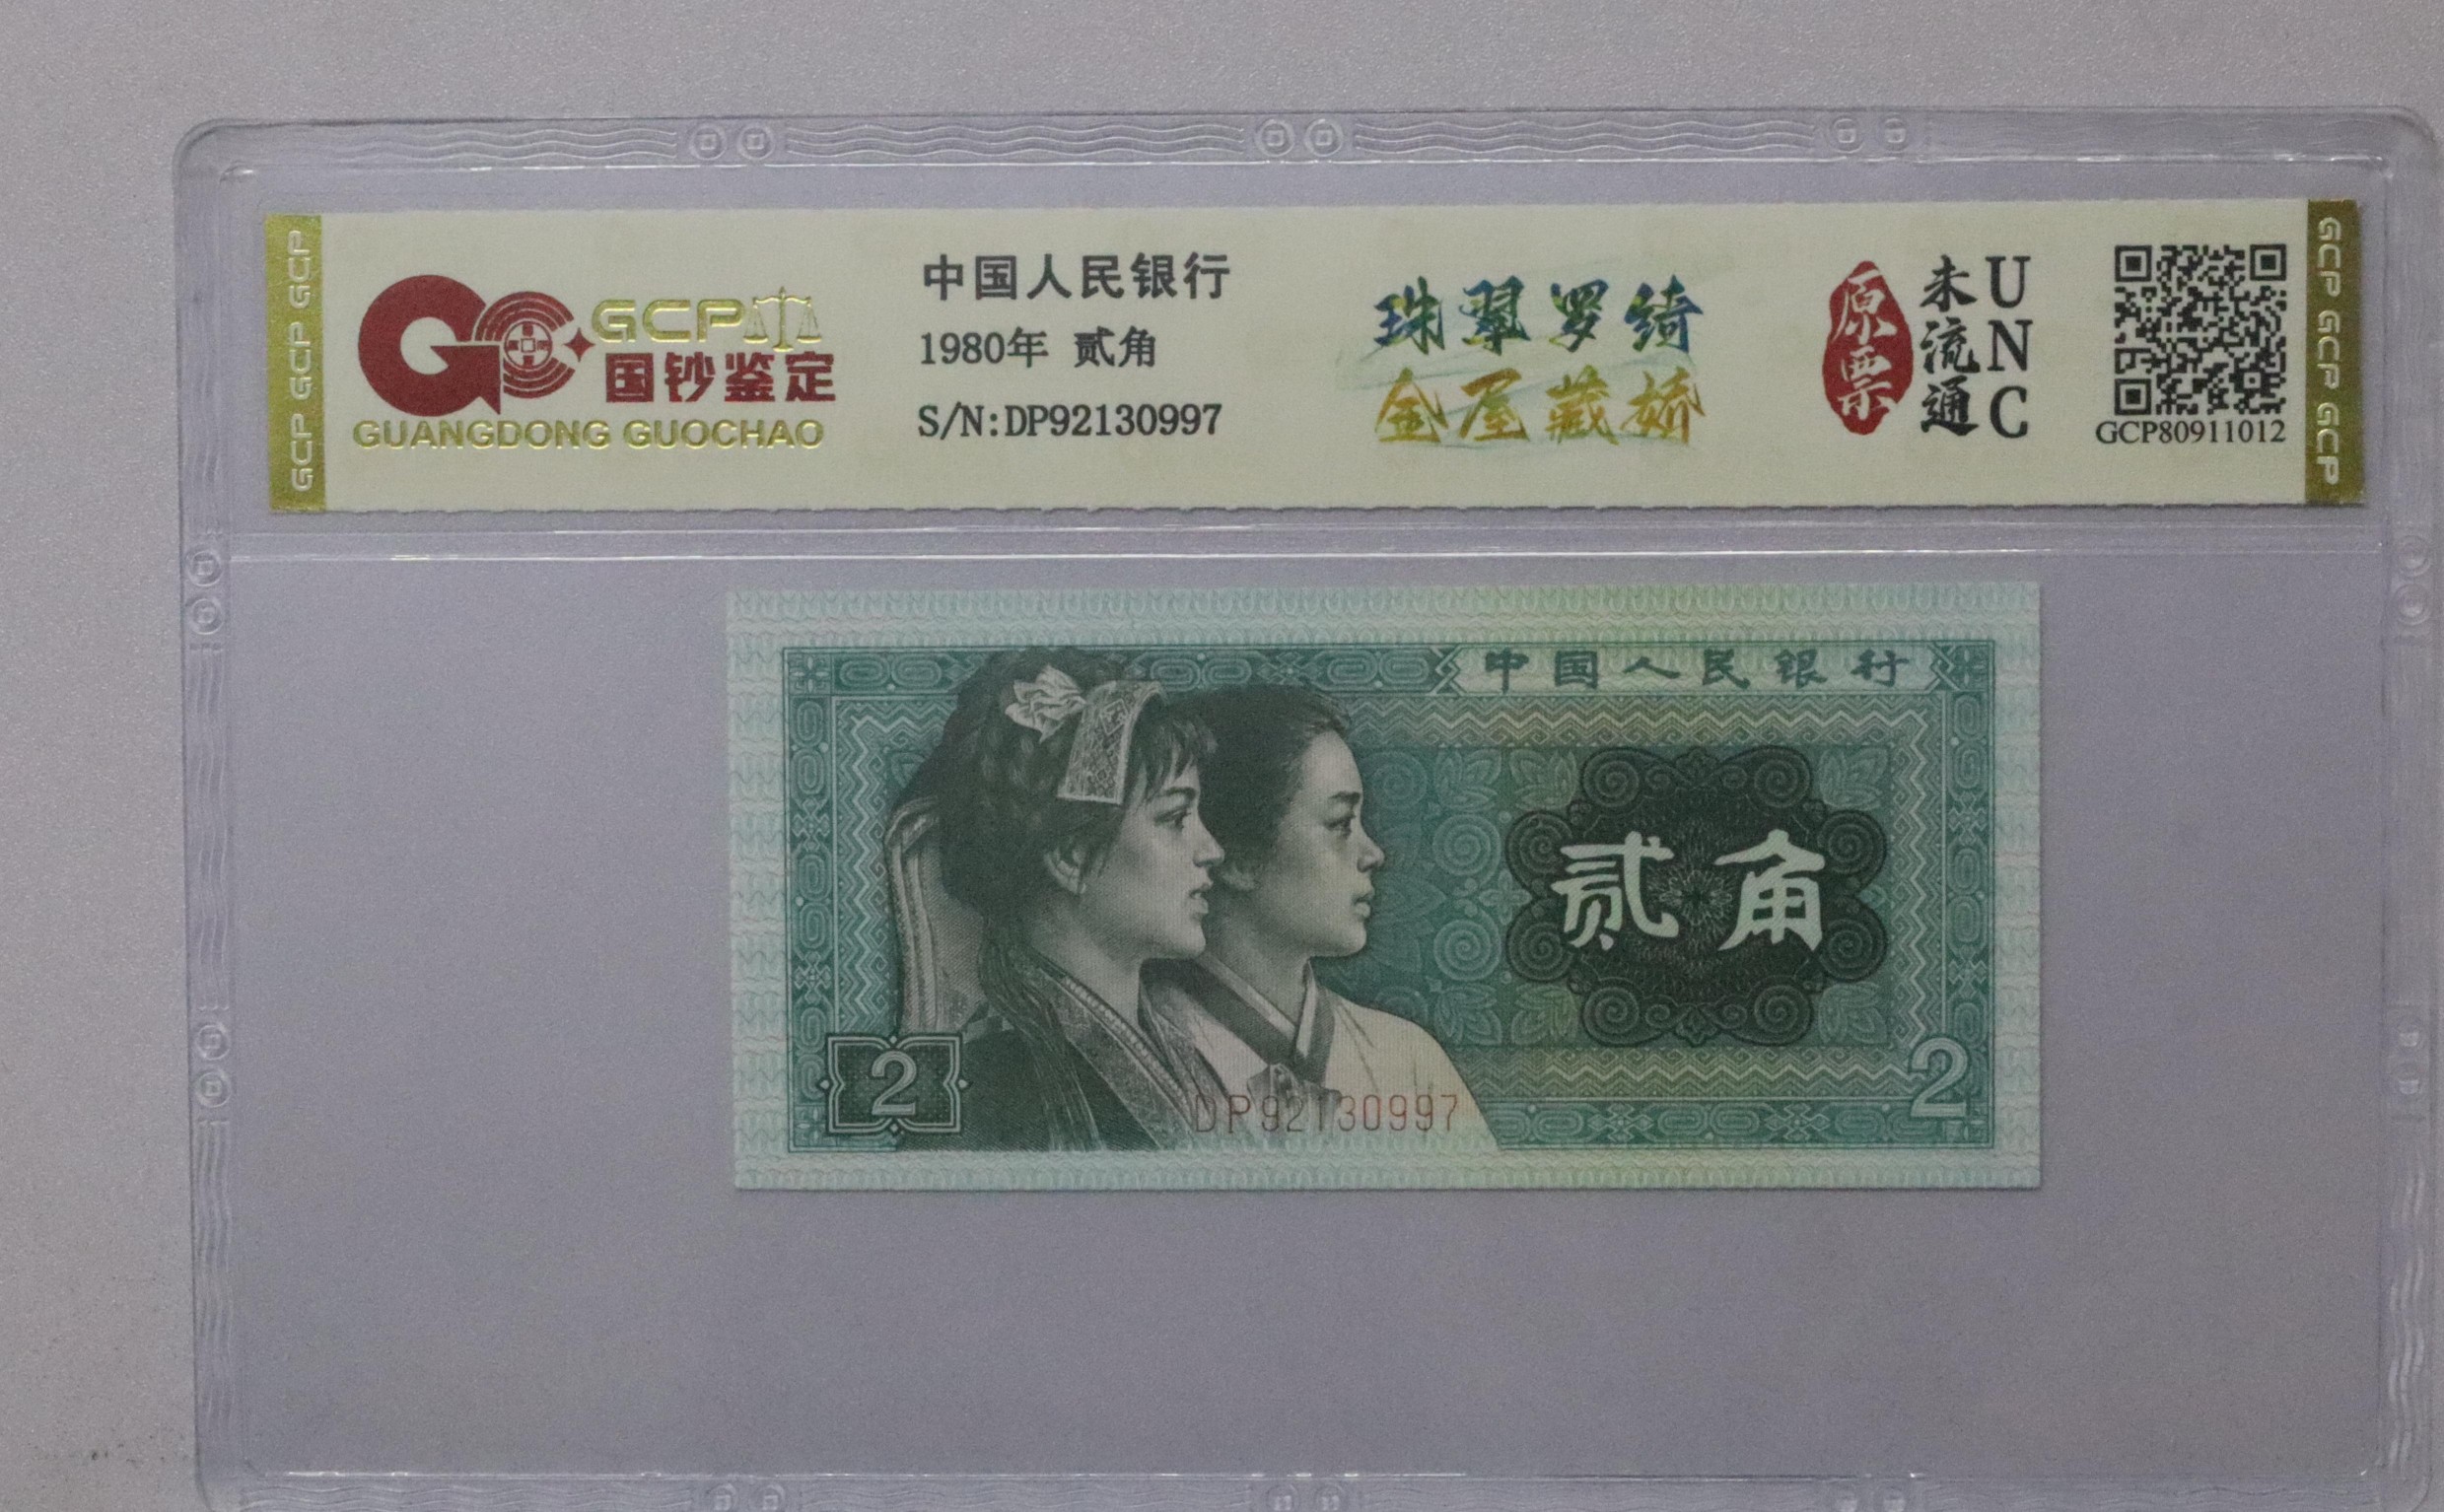 GCP GCP GCP
GCP
国钞鉴定
GUANGDONG GUOCHAO
中国人民银行
1980年 贰角
S/N:DP92130997
珠翠罗绮
金屋藏娇
原票
未流通
UNC
GCP80911012
GCP GCP GCP
中国人民银行
贰角
2
2
DP92130997